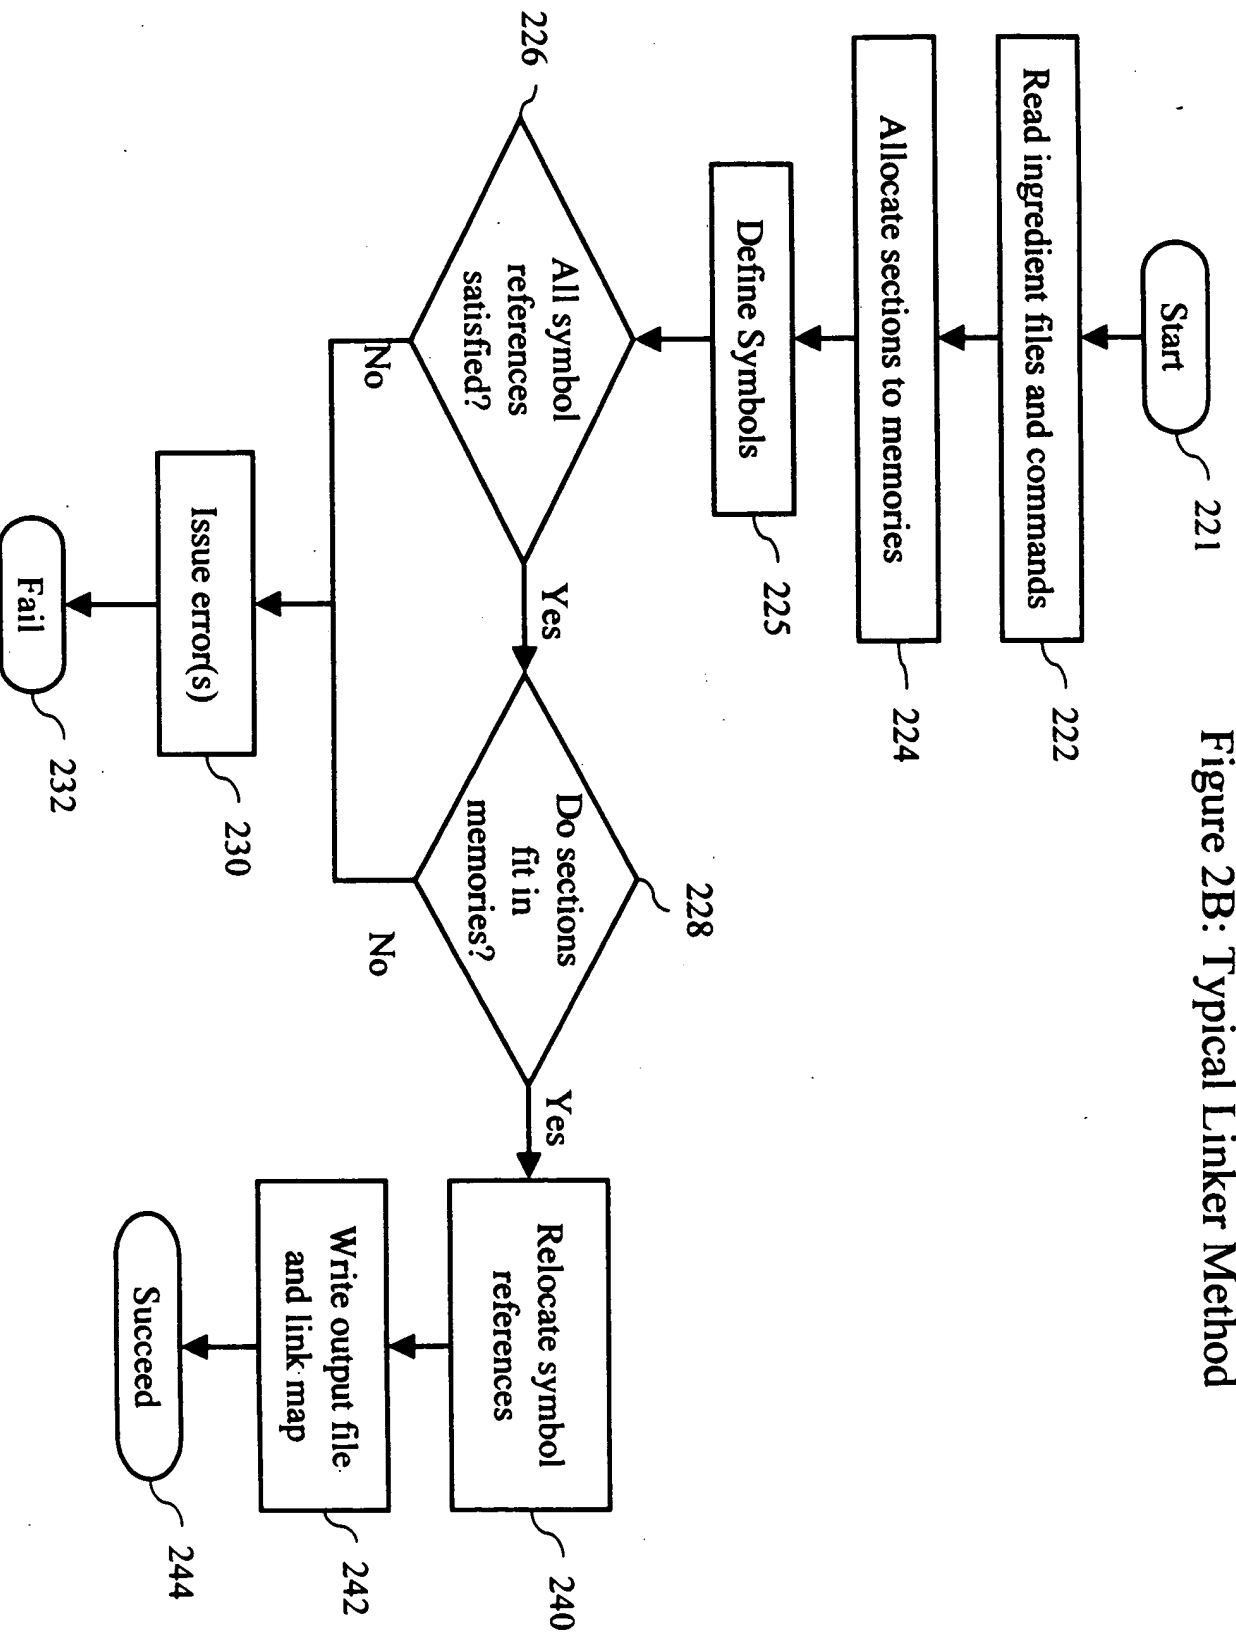 Figure 2B: Typical Linker Method
Start
221
Read ingredient files and commands
222
Allocate sections to memories
224
Define Symbols
225
226
All symbol
references
satisfied?
Yes
No
228
Do sections
fit in
memories?
Yes
No
Issue error(s)
230
Fail
232
Relocate symbol
references
240
Write output file
and link map
242
Succeed
244